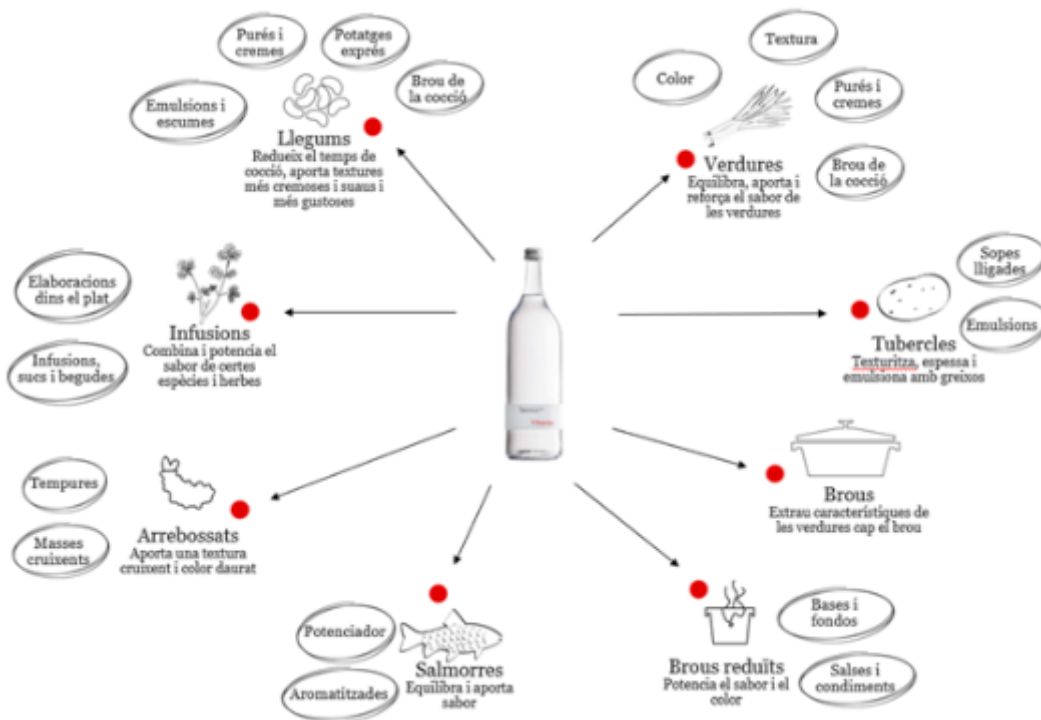 Purés i
cremes
Potatges
exprés
Emulsions i
escumes
Brou de
la cocció
Llegums
Redueix el temps de
cocció, aporta textures
més cremoses i suaus i
més gustoses
Textura
Color
Purés i
cremes
Brou de
la cocció
Verdures
Equilibra, aporta i
reforça el sabor de
les verdures
Elaboracions
dins el plat
Infusions,
sucs i begudes
Infusions
Combina i potencia el
sabor de certes
espècies i herbes
Sopes
lligades
Emulsions
Tubercles
Texturitza, espessa i
emulsiona amb greixos
Tempures
Masses
cruixents
Arrebossats
Aporta una textura
cruixent i color daurat
Brous
Extrau característiques de
les verdures cap el brou
Potenciador
Aromatitzades
Salmorres
Equilibra i aporta
sabor
Bases i
fondos
Salses i
condiments
Brous reduïts
Potencia el sabor i el
color